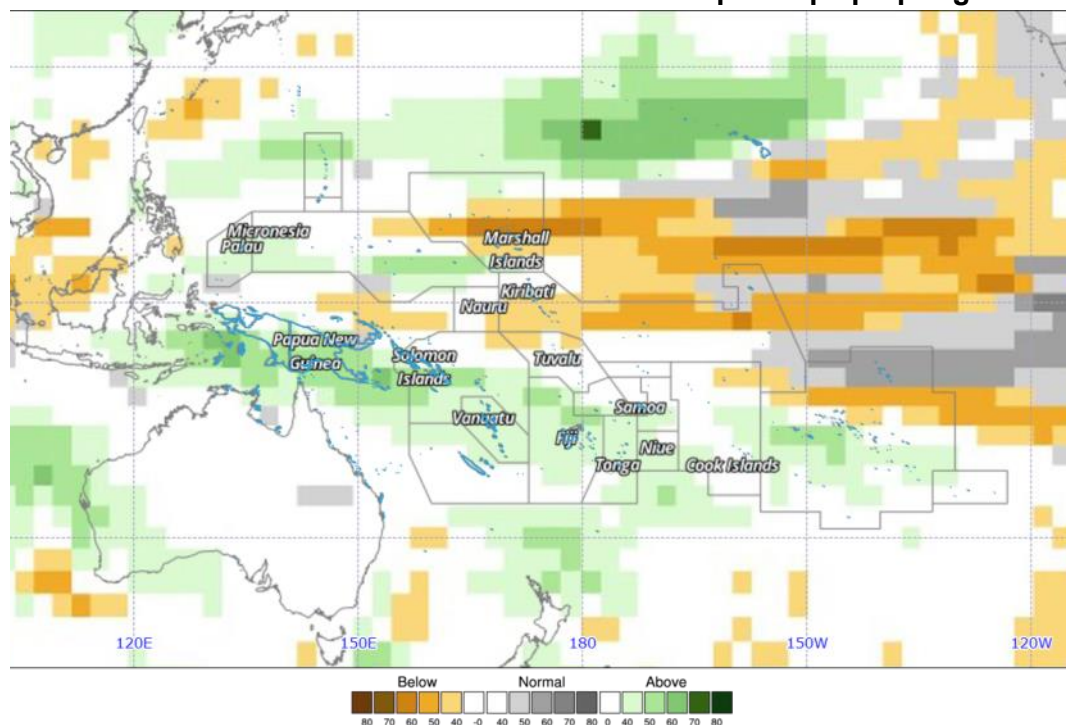 Micronesia
Palau
Marshall
Islands
Kiribati
Nauru
Papua New
Guinea
Solomon
Islands
Tuvalu
Vanuatu
Samoa
Fiji
Niue
Tonga
Cook Islands
120E 150E 180 150W 120W
Below Normal Above
80 70 60 50 40 -0 40 50 60 70 80 0 40 50 60 70 80